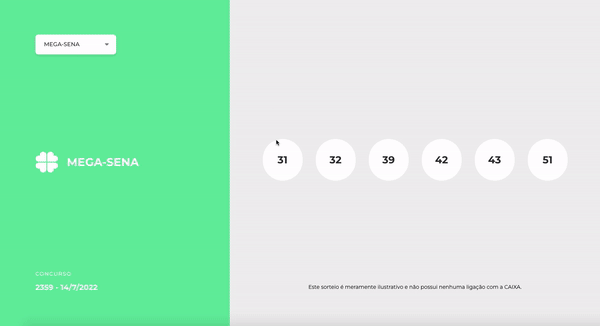 MEGA-SENA
MEGA-SENA
CONCURSO
2359 - 14/7/2022
31 32 39 42 43 51
Este sorteio é meramente ilustrativo e não possui nenhuma ligação com a CAIXA.